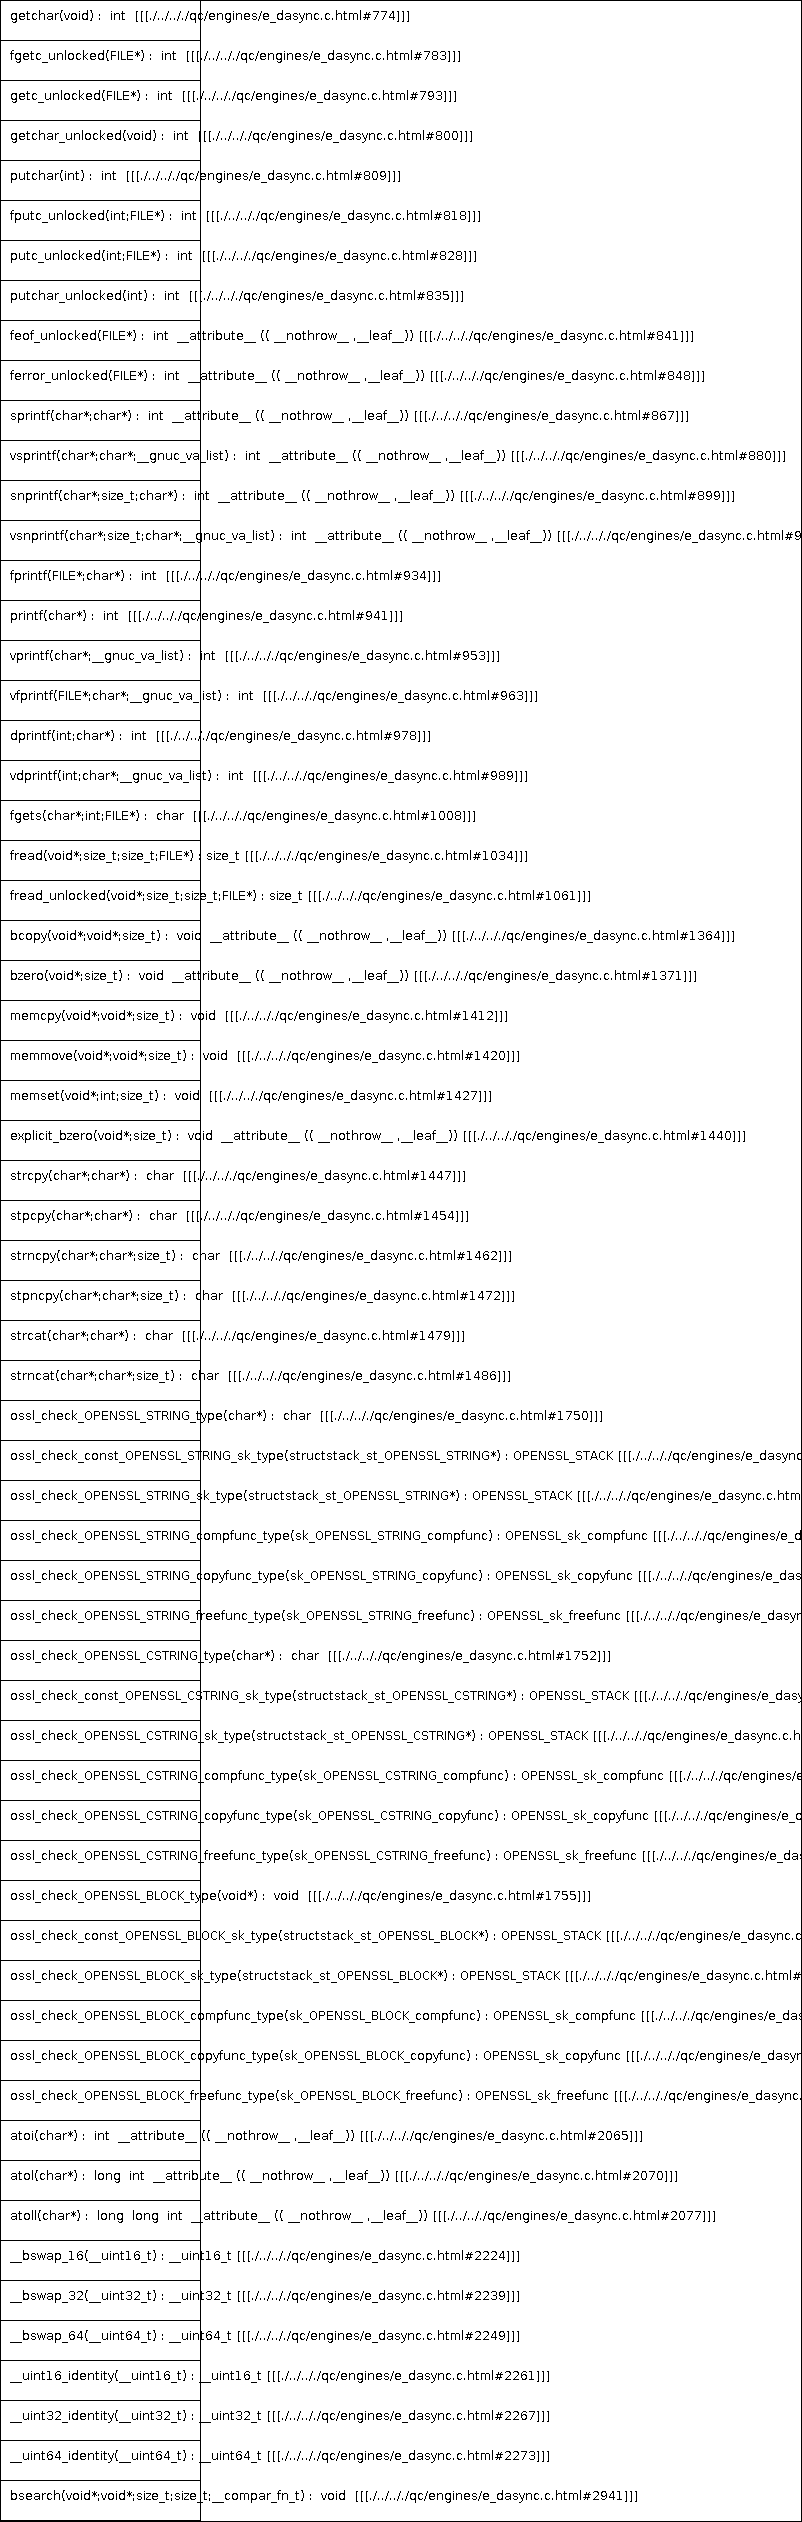 getchar(void) :  int  [[[./../../../qc/engines/e_dasync.c.html#774]]]
fgetc_unlocked(FILE*) :  int  [[[./../../../qc/engines/e_dasync.c.html#783]]]
getc_unlocked(FILE*) :  int  [[[./../../../qc/engines/e_dasync.c.html#793]]]
getchar_unlocked(void) :  int  [[[./../../../qc/engines/e_dasync.c.html#800]]]
putchar(int) :  int  [[[./../../../qc/engines/e_dasync.c.html#809]]]
fputc_unlocked(int;FILE*) :  int  [[[./../../../qc/engines/e_dasync.c.html#818]]]
putc_unlocked(int;FILE*) :  int  [[[./../../../qc/engines/e_dasync.c.html#828]]]
putchar_unlocked(int) :  int  [[[./../../../qc/engines/e_dasync.c.html#835]]]
feof_unlocked(FILE*) :  int  __attribute__ (( __nothrow__ ,__leaf__)) [[[./../../../qc/engines/e_dasync.c.html#841]]]
ferror_unlocked(FILE*) :  int  __attribute__ (( __nothrow__ ,__leaf__)) [[[./../../../qc/engines/e_dasync.c.html#848]]]
sprintf(char*;char*) :  int  __attribute__ (( __nothrow__ ,__leaf__)) [[[./../../../qc/engines/e_dasync.c.html#867]]]
vsprintf(char*;char*;__gnuc_va_list) :  int  __attribute__ (( __nothrow__ ,__leaf__)) [[[./../../../qc/engines/e_dasync.c.html#880]]]
snprintf(char*;size_t;char*) :  int  __attribute__ (( __nothrow__ ,__leaf__)) [[[./../../../qc/engines/e_dasync.c.html#899]]]
vsnprintf(char*;size_t;char*;__gnuc_va_list) :  int  __attribute__ (( __nothrow__ ,__leaf__)) [[[./../../../qc/engines/e_dasync.c.html#9
fprintf(FILE*;char*) :  int  [[[./../../../qc/engines/e_dasync.c.html#934]]]
printf(char*) :  int  [[[./../../../qc/engines/e_dasync.c.html#941]]]
vprintf(char*;__gnuc_va_list) :  int  [[[./../../../qc/engines/e_dasync.c.html#953]]]
vfprintf(FILE*;char*;__gnuc_va_list) :  int  [[[./../../../qc/engines/e_dasync.c.html#963]]]
dprintf(int;char*) :  int  [[[./../../../qc/engines/e_dasync.c.html#978]]]
vdprintf(int;char*;__gnuc_va_list) :  int  [[[./../../../qc/engines/e_dasync.c.html#989]]]
fgets(char*;int;FILE*) :  char  [[[./../../../qc/engines/e_dasync.c.html#1008]]]
fread(void*;size_t;size_t;FILE*) : size_t [[[./../../../qc/engines/e_dasync.c.html#1034]]]
fread_unlocked(void*;size_t;size_t;FILE*) : size_t [[[./../../../qc/engines/e_dasync.c.html#1061]]]
bcopy(void*;void*;size_t) :  void  __attribute__ (( __nothrow__ ,__leaf__)) [[[./../../../qc/engines/e_dasync.c.html#1364]]]
bzero(void*;size_t) :  void  __attribute__ (( __nothrow__ ,__leaf__)) [[[./../../../qc/engines/e_dasync.c.html#1371]]]
memcpy(void*;void*;size_t) :  void  [[[./../../../qc/engines/e_dasync.c.html#1412]]]
memmove(void*;void*;size_t) :  void  [[[./../../../qc/engines/e_dasync.c.html#1420]]]
memset(void*;int;size_t) :  void  [[[./../../../qc/engines/e_dasync.c.html#1427]]]
explicit_bzero(void*;size_t) :  void  __attribute__ (( __nothrow__ ,__leaf__)) [[[./../../../qc/engines/e_dasync.c.html#1440]]]
strcpy(char*;char*) :  char  [[[./../../../qc/engines/e_dasync.c.html#1447]]]
stpcpy(char*;char*) :  char  [[[./../../../qc/engines/e_dasync.c.html#1454]]]
strncpy(char*;char*;size_t) :  char  [[[./../../../qc/engines/e_dasync.c.html#1462]]]
stpncpy(char*;char*;size_t) :  char  [[[./../../../qc/engines/e_dasync.c.html#1472]]]
strcat(char*;char*) :  char  [[[./../../../qc/engines/e_dasync.c.html#1479]]]
strncat(char*;char*;size_t) :  char  [[[./../../../qc/engines/e_dasync.c.html#1486]]]
ossl_check_OPENSSL_STRING_type(char*) :  char  [[[./../../../qc/engines/e_dasync.c.html#1750]]]
ossl_check_const_OPENSSL_STRING_sk_type(structstack_st_OPENSSL_STRING*) : OPENSSL_STACK [[[./../../../qc/engines/e_dasync
ossl_check_OPENSSL_STRING_sk_type(structstack_st_OPENSSL_STRING*) : OPENSSL_STACK [[[./../../../qc/engines/e_dasync.c.htm
ossl_check_OPENSSL_STRING_compfunc_type(sk_OPENSSL_STRING_compfunc) : OPENSSL_sk_compfunc [[[./../../../qc/engines/e_d
ossl_check_OPENSSL_STRING_copyfunc_type(sk_OPENSSL_STRING_copyfunc) : OPENSSL_sk_copyfunc [[[./../../../qc/engines/e_das
ossl_check_OPENSSL_STRING_freefunc_type(sk_OPENSSL_STRING_freefunc) : OPENSSL_sk_freefunc [[[./../../../qc/engines/e_dasyn
ossl_check_OPENSSL_CSTRING_type(char*) :  char  [[[./../../../qc/engines/e_dasync.c.html#1752]]]
ossl_check_const_OPENSSL_CSTRING_sk_type(structstack_st_OPENSSL_CSTRING*) : OPENSSL_STACK [[[./../../../qc/engines/e_dasy
ossl_check_OPENSSL_CSTRING_sk_type(structstack_st_OPENSSL_CSTRING*) : OPENSSL_STACK [[[./../../../qc/engines/e_dasync.c.h
ossl_check_OPENSSL_CSTRING_compfunc_type(sk_OPENSSL_CSTRING_compfunc) : OPENSSL_sk_compfunc [[[./../../../qc/engines/e
ossl_check_OPENSSL_CSTRING_copyfunc_type(sk_OPENSSL_CSTRING_copyfunc) : OPENSSL_sk_copyfunc [[[./../../../qc/engines/e_d
ossl_check_OPENSSL_CSTRING_freefunc_type(sk_OPENSSL_CSTRING_freefunc) : OPENSSL_sk_freefunc [[[./../../../qc/engines/e_das
ossl_check_OPENSSL_BLOCK_type(void*) :  void  [[[./../../../qc/engines/e_dasync.c.html#1755]]]
ossl_check_const_OPENSSL_BLOCK_sk_type(structstack_st_OPENSSL_BLOCK*) : OPENSSL_STACK [[[./../../../qc/engines/e_dasync.c
ossl_check_OPENSSL_BLOCK_sk_type(structstack_st_OPENSSL_BLOCK*) : OPENSSL_STACK [[[./../../../qc/engines/e_dasync.c.html#
ossl_check_OPENSSL_BLOCK_compfunc_type(sk_OPENSSL_BLOCK_compfunc) : OPENSSL_sk_compfunc [[[./../../../qc/engines/e_das
ossl_check_OPENSSL_BLOCK_copyfunc_type(sk_OPENSSL_BLOCK_copyfunc) : OPENSSL_sk_copyfunc [[[./../../../qc/engines/e_dasyn
ossl_check_OPENSSL_BLOCK_freefunc_type(sk_OPENSSL_BLOCK_freefunc) : OPENSSL_sk_freefunc [[[./../../../qc/engines/e_dasync.
atoi(char*) :  int  __attribute__ (( __nothrow__ ,__leaf__)) [[[./../../../qc/engines/e_dasync.c.html#2065]]]
atol(char*) :  long  int  __attribute__ (( __nothrow__ ,__leaf__)) [[[./../../../qc/engines/e_dasync.c.html#2070]]]
atoll(char*) :  long  long  int  __attribute__ (( __nothrow__ ,__leaf__)) [[[./../../../qc/engines/e_dasync.c.html#2077]]]
__bswap_16(__uint16_t) : __uint16_t [[[./../../../qc/engines/e_dasync.c.html#2224]]]
__bswap_32(__uint32_t) : __uint32_t [[[./../../../qc/engines/e_dasync.c.html#2239]]]
__bswap_64(__uint64_t) : __uint64_t [[[./../../../qc/engines/e_dasync.c.html#2249]]]
__uint16_identity(__uint16_t) : __uint16_t [[[./../../../qc/engines/e_dasync.c.html#2261]]]
__uint32_identity(__uint32_t) : __uint32_t [[[./../../../qc/engines/e_dasync.c.html#2267]]]
__uint64_identity(__uint64_t) : __uint64_t [[[./../../../qc/engines/e_dasync.c.html#2273]]]
bsearch(void*;void*;size_t;size_t;__compar_fn_t) :  void  [[[./../../../qc/engines/e_dasync.c.html#2941]]]